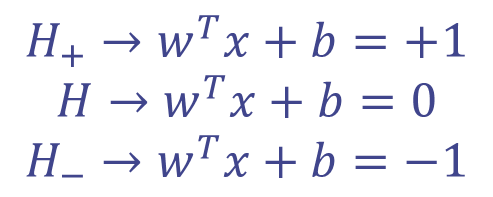 H₊ → wᵀx + b = +1
H → wᵀx + b = 0
H₋ → wᵀx + b = −1